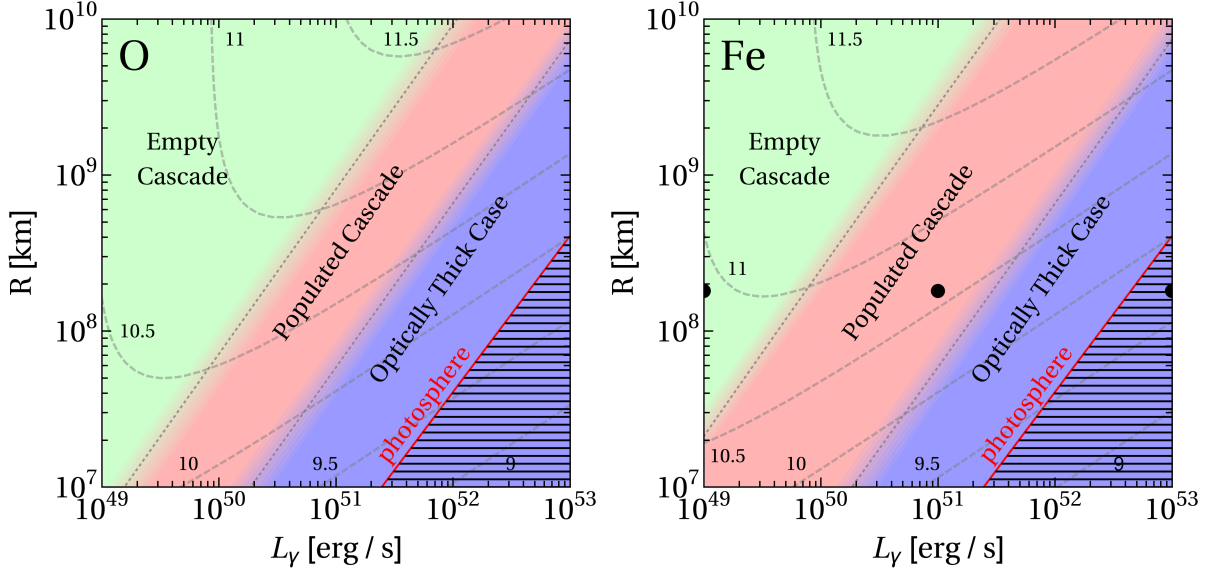 O
11
11.5
10.5
10
9.5
9
Empty
Cascade
Populated Cascade
Optically Thick Case
photosphere
R [km]
10^10
10^9
10^8
10^7
10^49
10^50
10^51
10^52
10^53
L_γ [erg / s]
Fe
11.5
11
10.5
10
9.5
9
Empty
Cascade
Populated Cascade
Optically Thick Case
photosphere
R [km]
10^10
10^9
10^8
10^7
10^49
10^50
10^51
10^52
10^53
L_γ [erg / s]